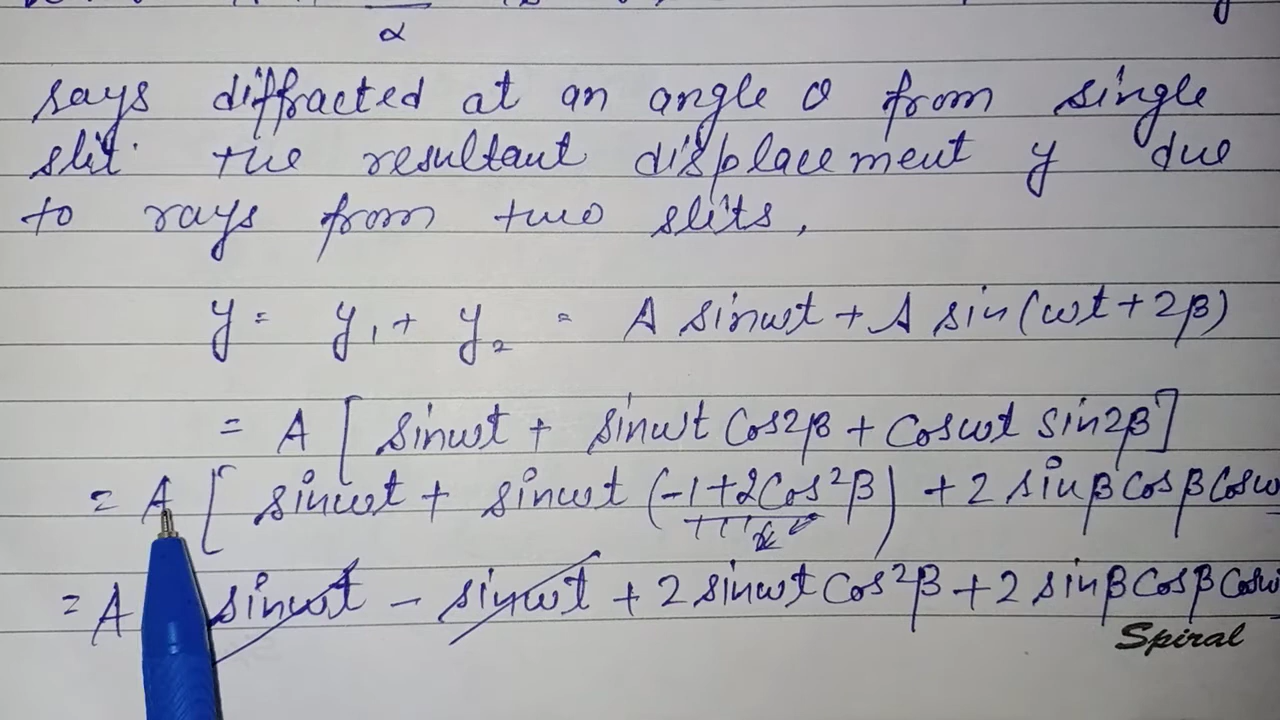 α
rays diffracted at an angle θ from single
slit. the resultant displacement y due
to rays from two slits,
y = y₁ + y₂ = A sinωt + A sin(ωt + 2β)
= A [ sinωt + sinωt Cos2β + Cosωt sin2β ]
= A [ sinωt + sinωt (-1+2Cos²β) + 2 sinβ Cosβ Cosω
= A sinωt - sinωt + 2 sinωt Cos²β + 2 sinβ Cosβ Cosω
Spiral